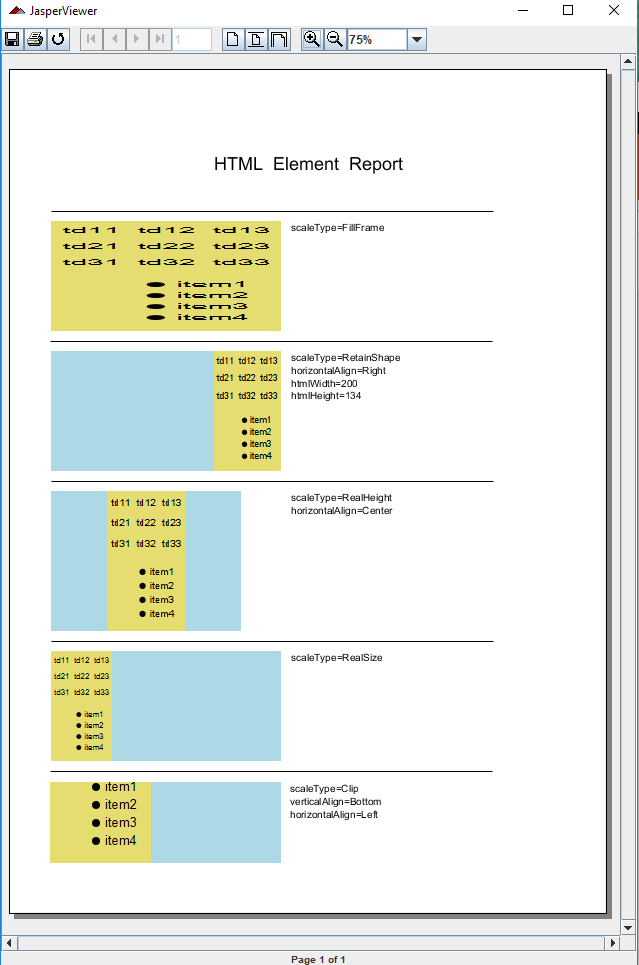 JasperViewer
1
75%
HTML Element Report
td11 td12 td13
td21 td22 td23
td31 td32 td33
item1
item2
item3
item4
scaleType=FillFrame
td11 td12 td13
td21 td22 td23
td31 td32 td33
item1
item2
item3
item4
scaleType=RetainShape
horizontalAlign=Right
htmlWidth=200
htmlHeight=134
td11 td12 td13
td21 td22 td23
td31 td32 td33
item1
item2
item3
item4
scaleType=RealHeight
horizontalAlign=Center
td11 td12 td13
td21 td22 td23
td31 td32 td33
item1
item2
item3
item4
scaleType=RealSize
item1
item2
item3
item4
scaleType=Clip
verticalAlign=Bottom
horizontalAlign=Left
Page 1 of 1